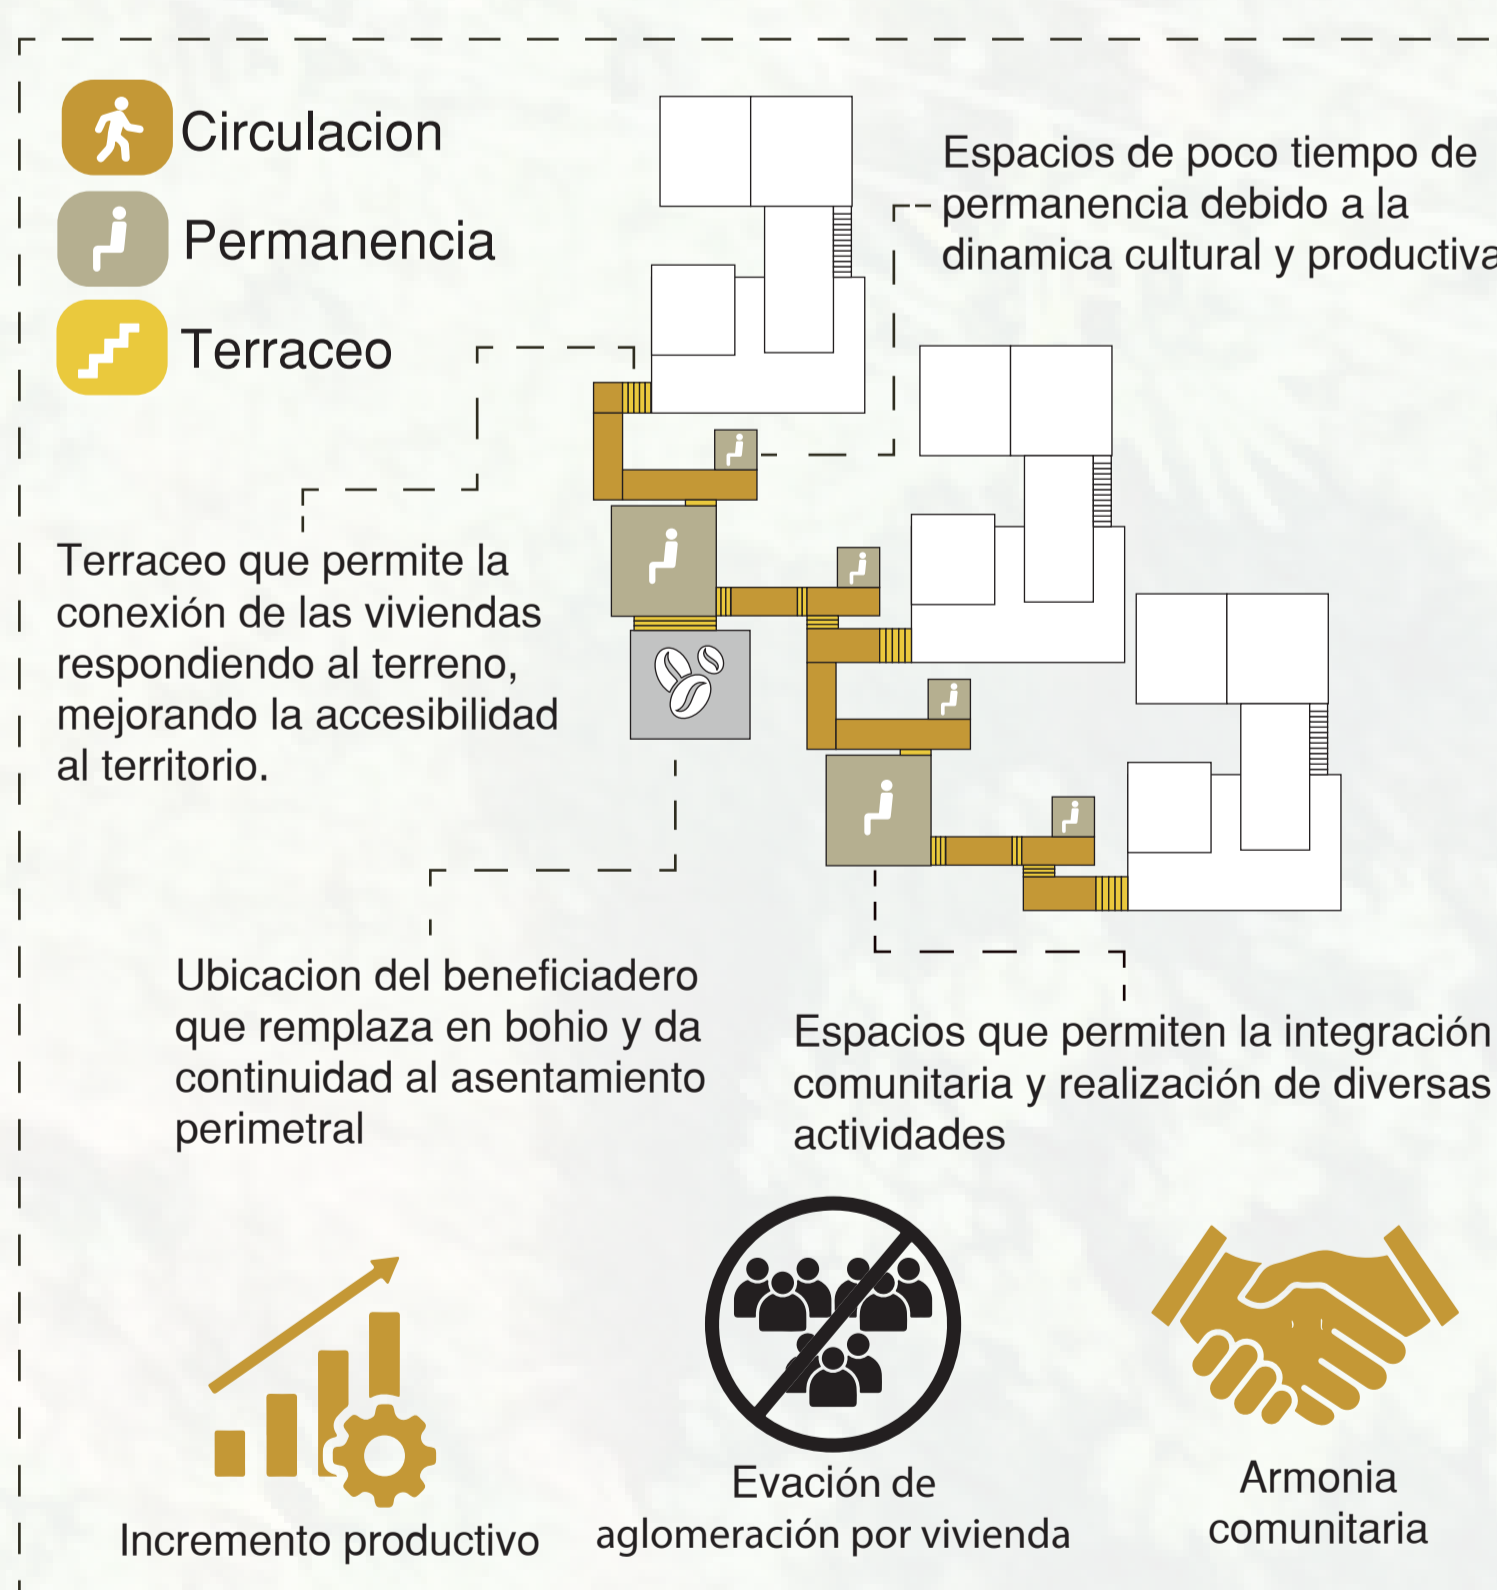 Circulacion
Permanencia
Terraceo
Espacios de poco tiempo de
permanencia debido a la
dinamica cultural y productiva
Terraceo que permite la
conexión de las viviendas
respondiendo al terreno,
mejorando la accesibilidad
al territorio.
Ubicacion del beneficiadero
que remplaza en bohio y da
continuidad al asentamiento
perimetral
Espacios que permiten la integración
comunitaria y realización de diversas
actividades
Incremento productivo
Evación de
aglomeración por vivienda
Armonia
comunitaria